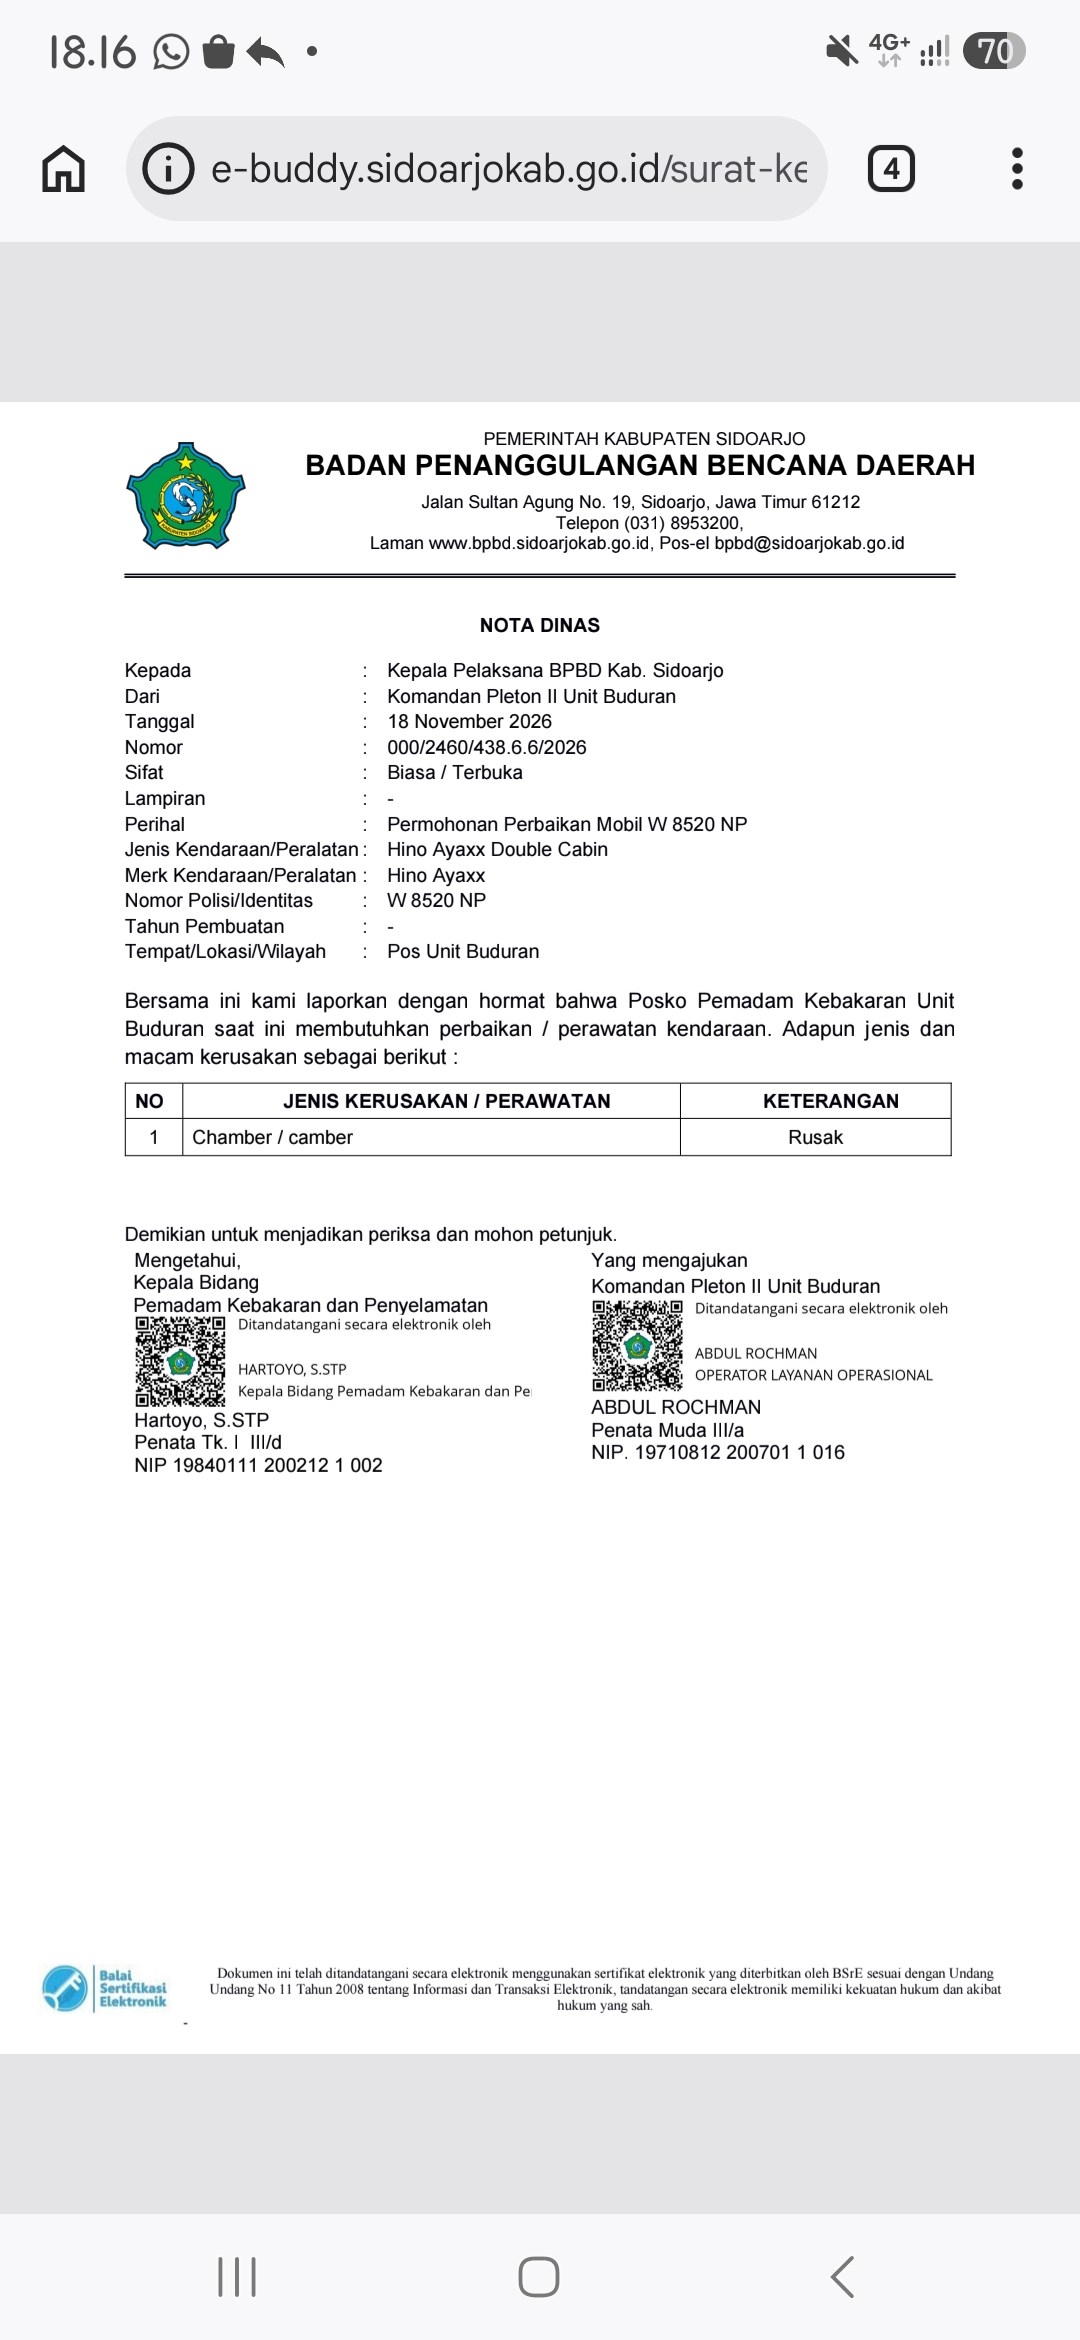 18.16
4G+
70
e-buddy.sidoarjokab.go.id/surat-ke
4
PEMERINTAH KABUPATEN SIDOARJO
BADAN PENANGGULANGAN BENCANA DAERAH
Jalan Sultan Agung No. 19, Sidoarjo, Jawa Timur 61212
Telepon (031) 8953200,
Laman www.bpbd.sidoarjokab.go.id, Pos-el bpbd@sidoarjokab.go.id
KABUPATEN SIDOARJO
NOTA DINAS
Kepada : Kepala Pelaksana BPBD Kab. Sidoarjo
Dari : Komandan Pleton II Unit Buduran
Tanggal : 18 November 2026
Nomor : 000/2460/438.6.6/2026
Sifat : Biasa / Terbuka
Lampiran : -
Perihal : Permohonan Perbaikan Mobil W 8520 NP
Jenis Kendaraan/Peralatan : Hino Ayaxx Double Cabin
Merk Kendaraan/Peralatan : Hino Ayaxx
Nomor Polisi/Identitas : W 8520 NP
Tahun Pembuatan : -
Tempat/Lokasi/Wilayah : Pos Unit Buduran
Bersama ini kami laporkan dengan hormat bahwa Posko Pemadam Kebakaran Unit
Buduran saat ini membutuhkan perbaikan / perawatan kendaraan. Adapun jenis dan
macam kerusakan sebagai berikut :
NO JENIS KERUSAKAN / PERAWATAN KETERANGAN
1 Chamber / camber Rusak
Demikian untuk menjadikan periksa dan mohon petunjuk.
Mengetahui,
Kepala Bidang
Pemadam Kebakaran dan Penyelamatan
Ditandatangani secara elektronik oleh
HARTOYO, S.STP
Kepala Bidang Pemadam Kebakaran dan Pe
Hartoyo, S.STP
Penata Tk. I III/d
NIP 19840111 200212 1 002
Yang mengajukan
Komandan Pleton II Unit Buduran
Ditandatangani secara elektronik oleh
ABDUL ROCHMAN
OPERATOR LAYANAN OPERASIONAL
ABDUL ROCHMAN
Penata Muda III/a
NIP. 19710812 200701 1 016
Balai
Sertifikasi
Elektronik
Dokumen ini telah ditandatangani secara elektronik menggunakan sertifikat elektronik yang diterbitkan oleh BSrE sesuai dengan Undang
Undang No 11 Tahun 2008 tentang Informasi dan Transaksi Elektronik, tandatangan secara elektronik memiliki kekuatan hukum dan akibat
hukum yang sah.
-